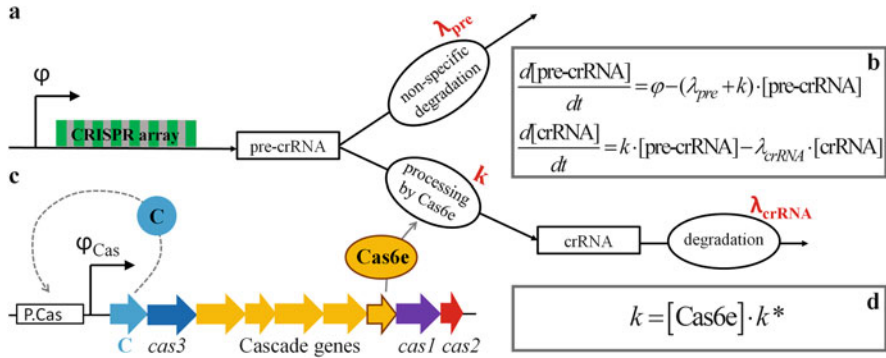 a
φ
CRISPR array
pre-crRNA
λpre
non-specific
degradation
processing
by Cas6e
k
crRNA
λcrRNA
degradation
b
d[pre-crRNA]/dt = φ − (λpre + k)·[pre-crRNA]
d[crRNA]/dt = k·[pre-crRNA] − λcrRNA·[crRNA]
c
C
φCas
P.Cas
Cas6e
C
cas3
Cascade genes
cas1
cas2
d
k = [Cas6e]·k*